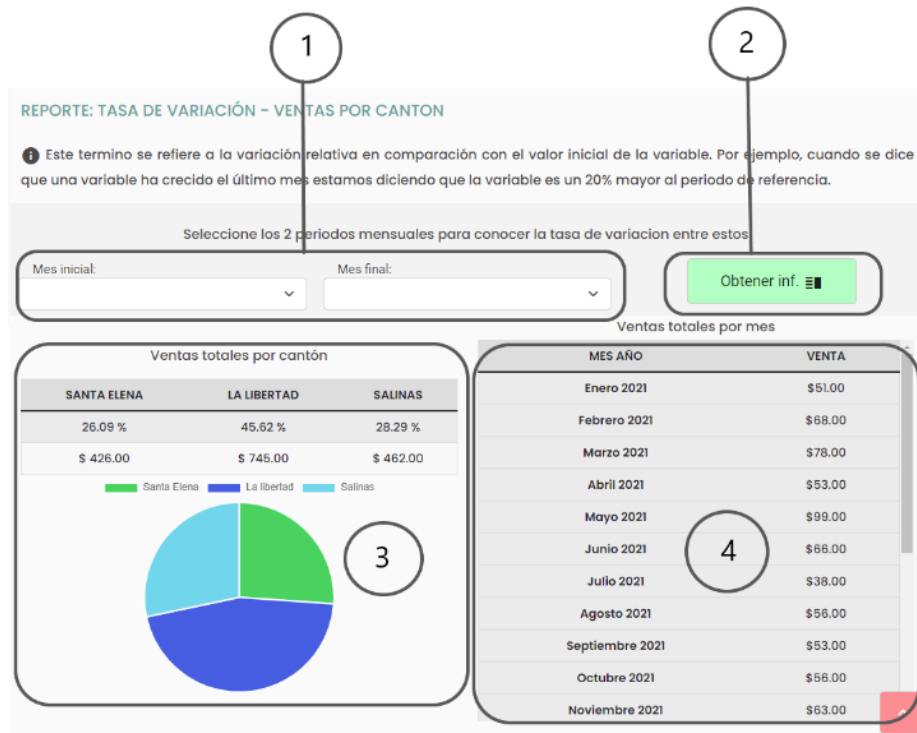 1
2
REPORTE: TASA DE VARIACIÓN - VENTAS POR CANTON
Este termino se refiere a la variación relativa en comparación con el valor inicial de la variable. Por ejemplo, cuando se dice
que una variable ha crecido el último mes estamos diciendo que la variable es un 20% mayor al periodo de referencia.
Seleccione los 2 periodos mensuales para conocer la tasa de variacion entre estos
Mes inicial:
Mes final:
Obtener inf.
Ventas totales por cantón
SANTA ELENA LA LIBERTAD SALINAS
26.09 % 45.62 % 28.29 %
$ 426.00 $ 745.00 $ 462.00
Santa Elena La libertad Salinas
3
Ventas totales por mes
MES AÑO VENTA
Enero 2021 $51.00
Febrero 2021 $68.00
Marzo 2021 $78.00
Abril 2021 $53.00
Mayo 2021 $99.00
Junio 2021 $66.00
4
Julio 2021 $38.00
Agosto 2021 $56.00
Septiembre 2021 $53.00
Octubre 2021 $56.00
Noviembre 2021 $63.00